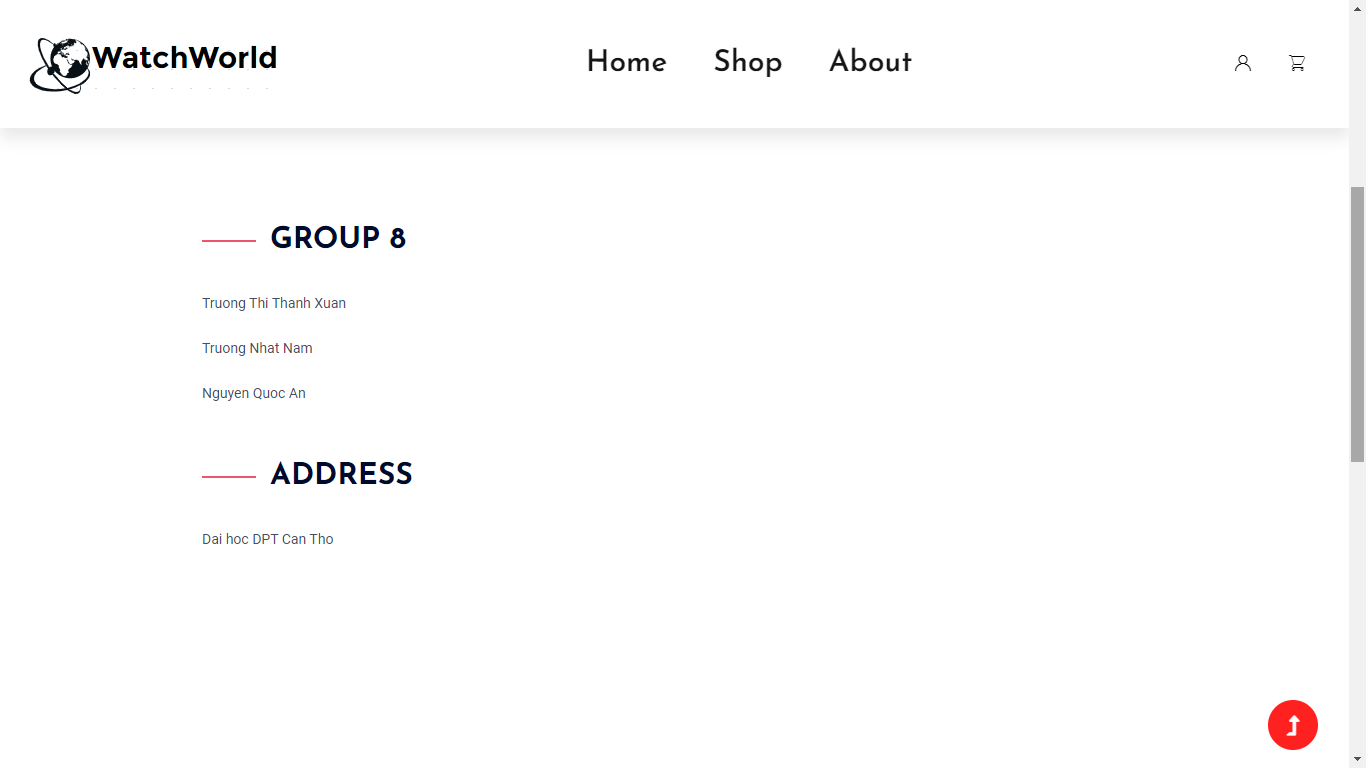 WatchWorld
Home Shop About
GROUP 8
Truong Thi Thanh Xuan
Truong Nhat Nam
Nguyen Quoc An
ADDRESS
Dai hoc DPT Can Tho